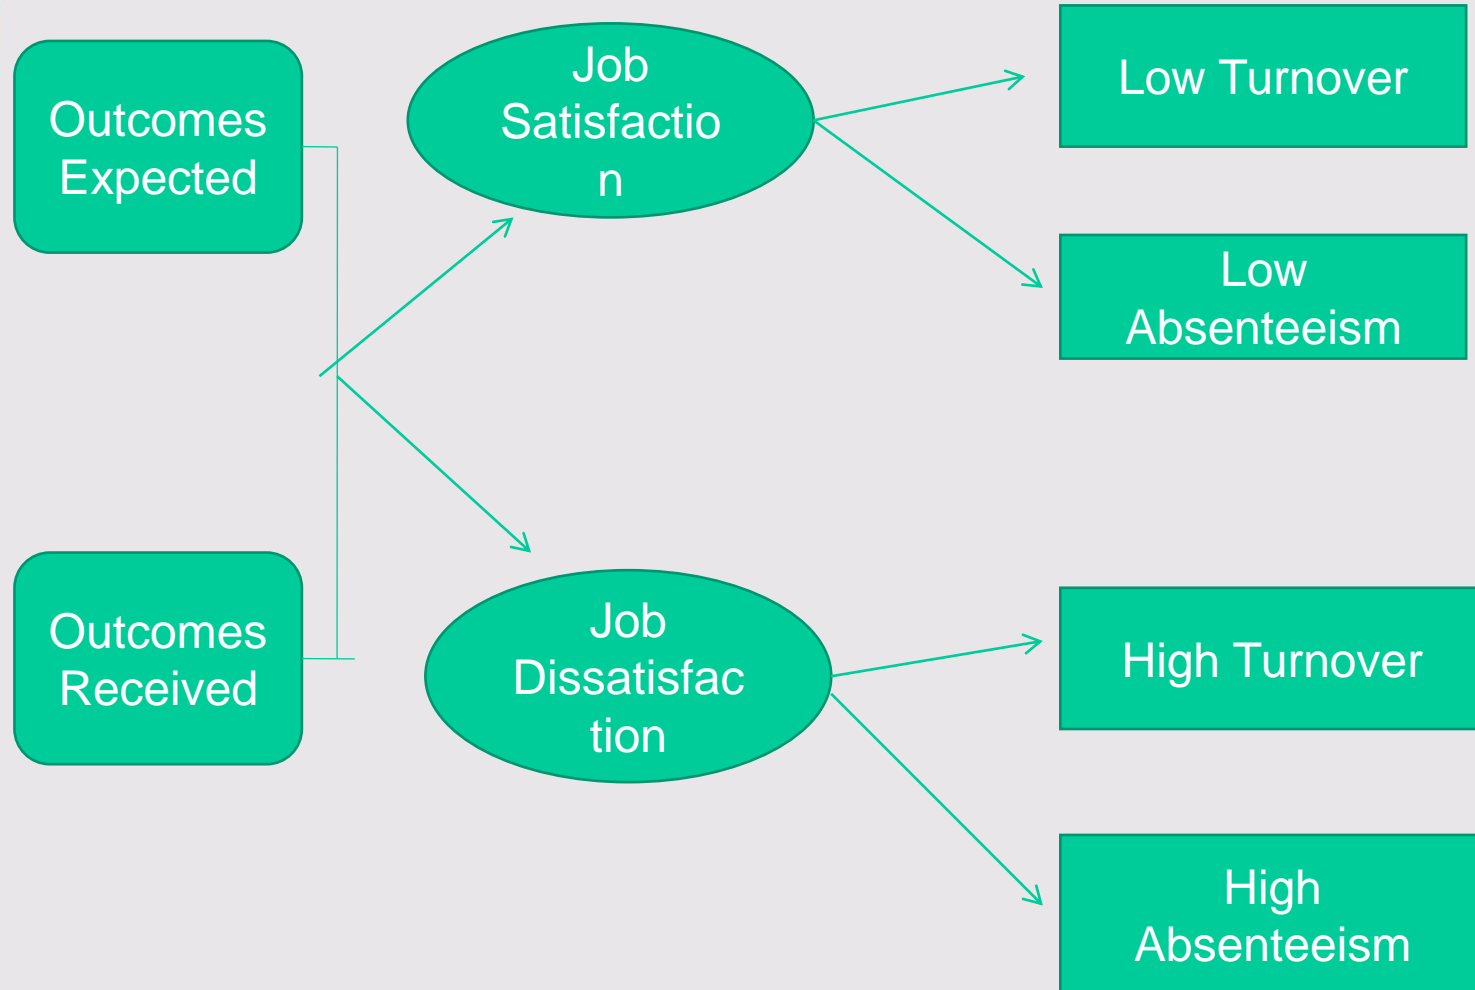 Outcomes
Expected
Job
Satisfactio
n
Low Turnover
Low
Absenteeism
Outcomes
Received
Job
Dissatisfac
tion
High Turnover
High
Absenteeism